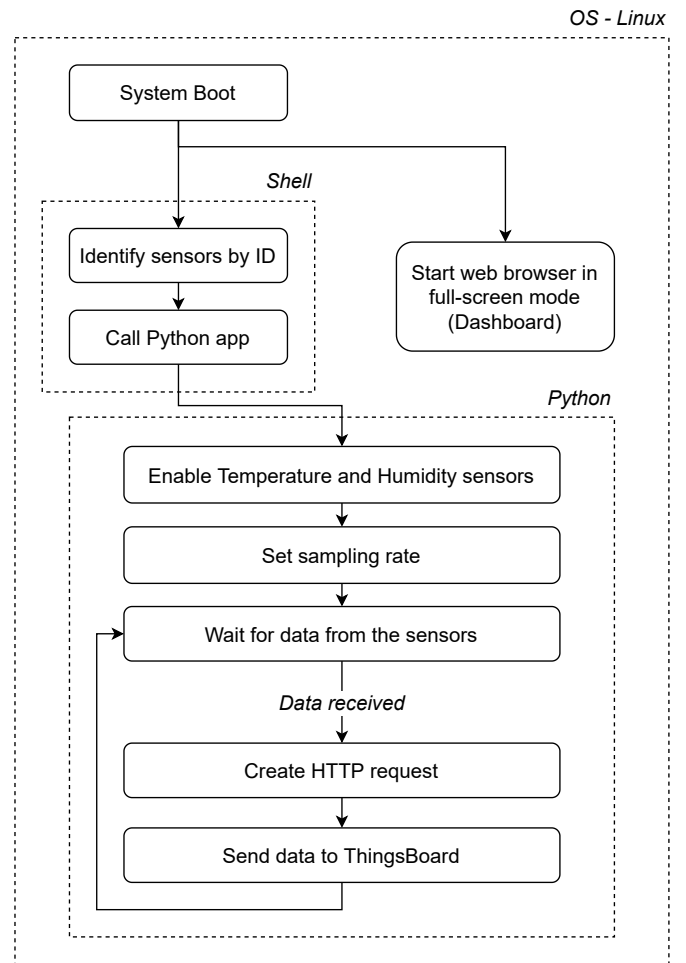 OS - Linux
System Boot
Shell
Identify sensors by ID
Call Python app
Start web browser in
full-screen mode
(Dashboard)
Python
Enable Temperature and Humidity sensors
Set sampling rate
Wait for data from the sensors
Data received
Create HTTP request
Send data to ThingsBoard